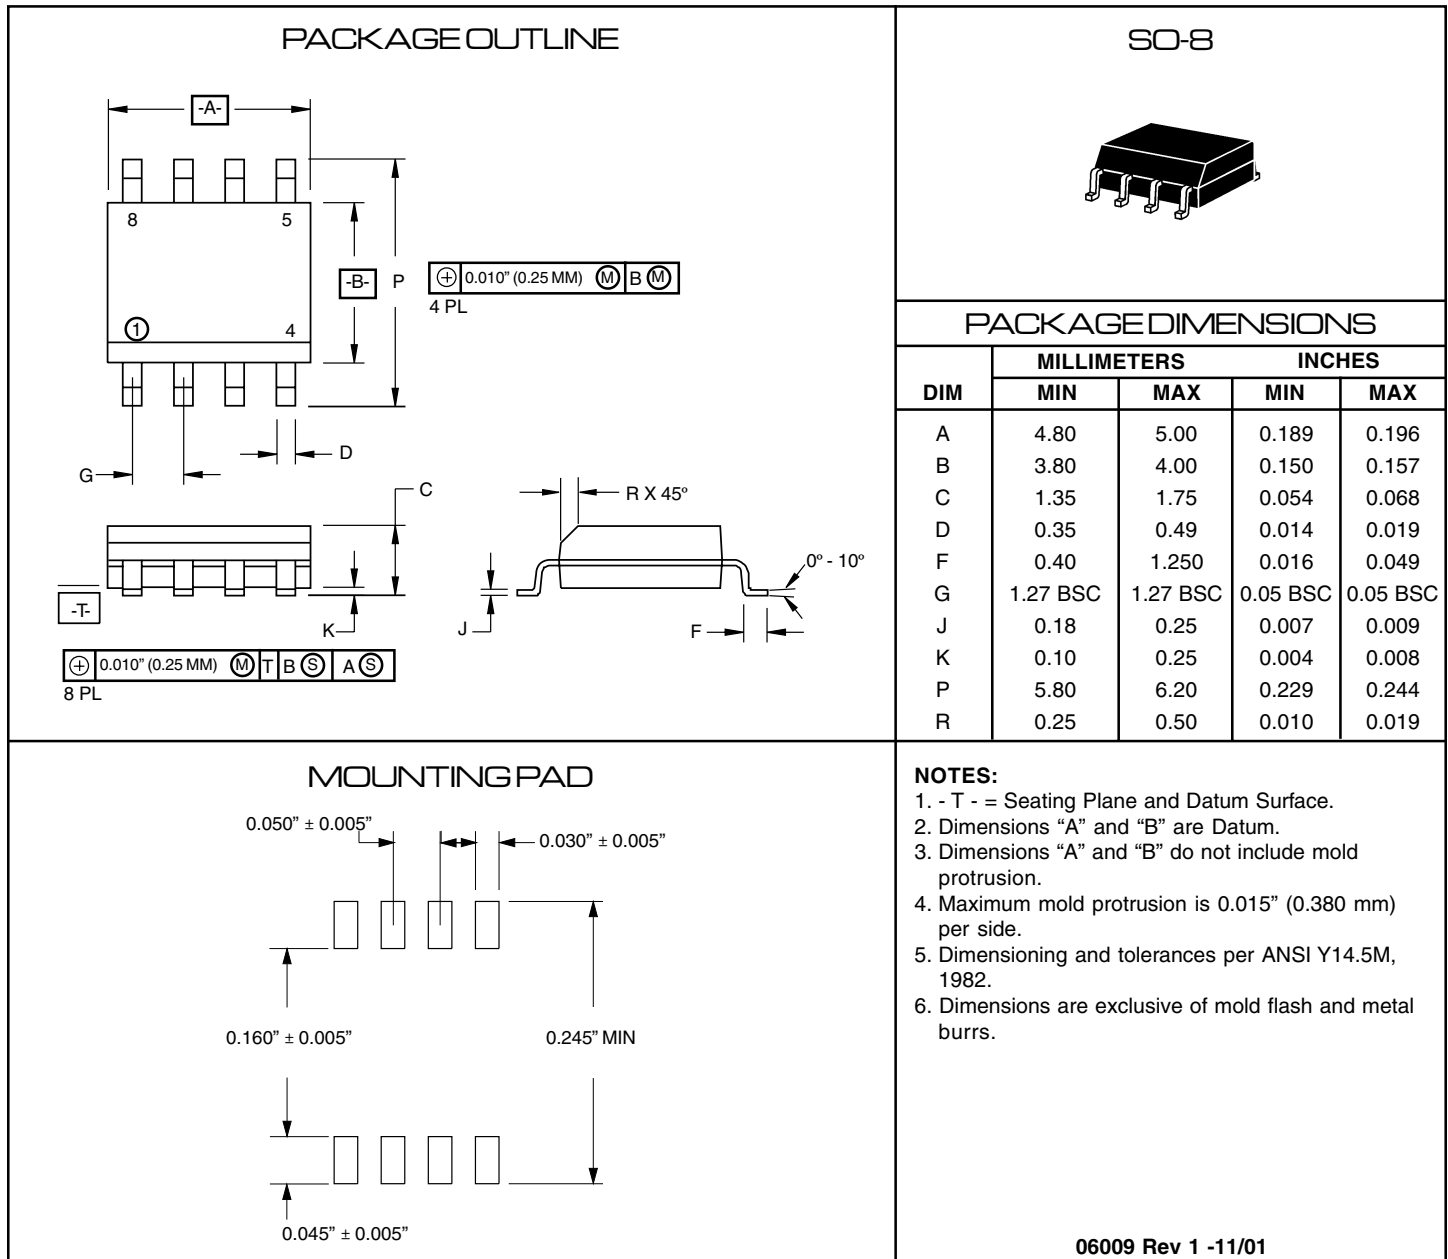 PACKAGE OUTLINE
-A-
8 5
-B- P
⌖ 0.010” (0.25 MM) Ⓜ B Ⓜ
4 PL
① 4
D
G
C
R X 45º
0º - 10º
-T-
K
J
F
⌖ 0.010” (0.25 MM) Ⓜ T B Ⓢ A Ⓢ
8 PL
SO-8
PACKAGE DIMENSIONS
MILLIMETERS INCHES
DIM MIN MAX MIN MAX
A 4.80 5.00 0.189 0.196
B 3.80 4.00 0.150 0.157
C 1.35 1.75 0.054 0.068
D 0.35 0.49 0.014 0.019
F 0.40 1.250 0.016 0.049
G 1.27 BSC 1.27 BSC 0.05 BSC 0.05 BSC
J 0.18 0.25 0.007 0.009
K 0.10 0.25 0.004 0.008
P 5.80 6.20 0.229 0.244
R 0.25 0.50 0.010 0.019
MOUNTING PAD
0.050” ± 0.005”
0.030” ± 0.005”
0.160” ± 0.005”
0.245” MIN
0.045” ± 0.005”
NOTES:
1. - T - = Seating Plane and Datum Surface.
2. Dimensions “A” and “B” are Datum.
3. Dimensions “A” and “B” do not include mold
protrusion.
4. Maximum mold protrusion is 0.015” (0.380 mm)
per side.
5. Dimensioning and tolerances per ANSI Y14.5M,
1982.
6. Dimensions are exclusive of mold flash and metal
burrs.
06009 Rev 1 -11/01